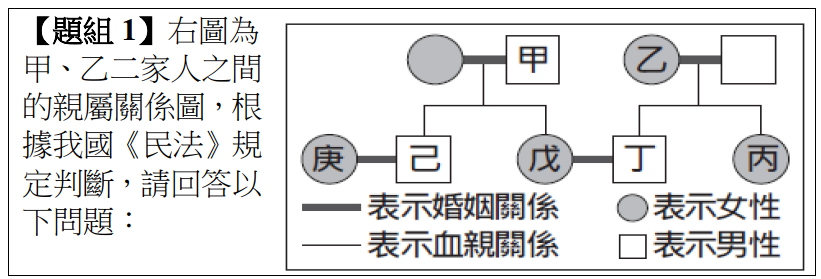 【題組 1】右圖為
甲、乙二家人之間
的親屬關係圖，根
據我國《民法》規
定判斷，請回答以
下問題：
甲 乙
庚 己 戊 丁 丙
表示婚姻關係 表示女性
表示血親關係 表示男性